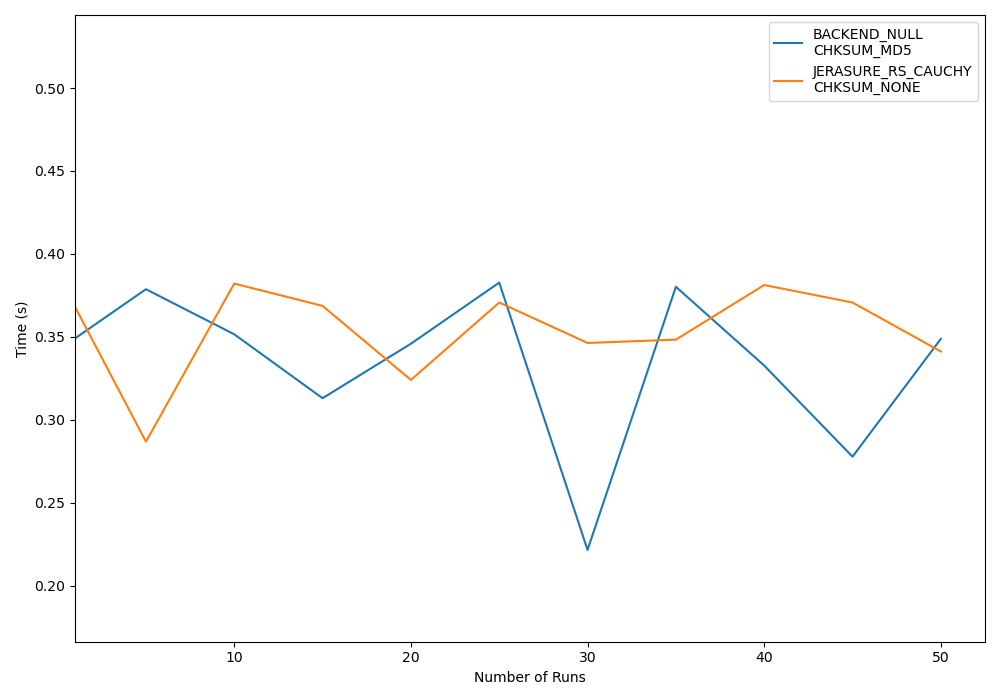 BACKEND_NULL
CHKSUM_MD5
JERASURE_RS_CAUCHY
CHKSUM_NONE
Time (s)
0.50
0.45
0.40
0.35
0.30
0.25
0.20
10 20 30 40 50
Number of Runs